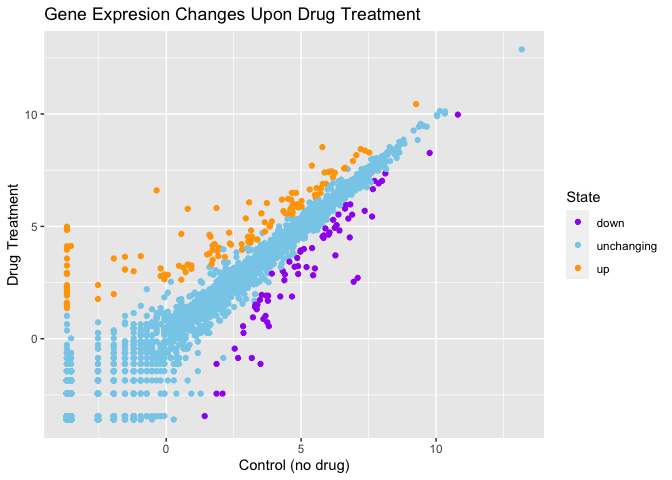 Gene Expresion Changes Upon Drug Treatment
10
5
0
Drug Treatment
0 5 10
Control (no drug)
State
down
unchanging
up